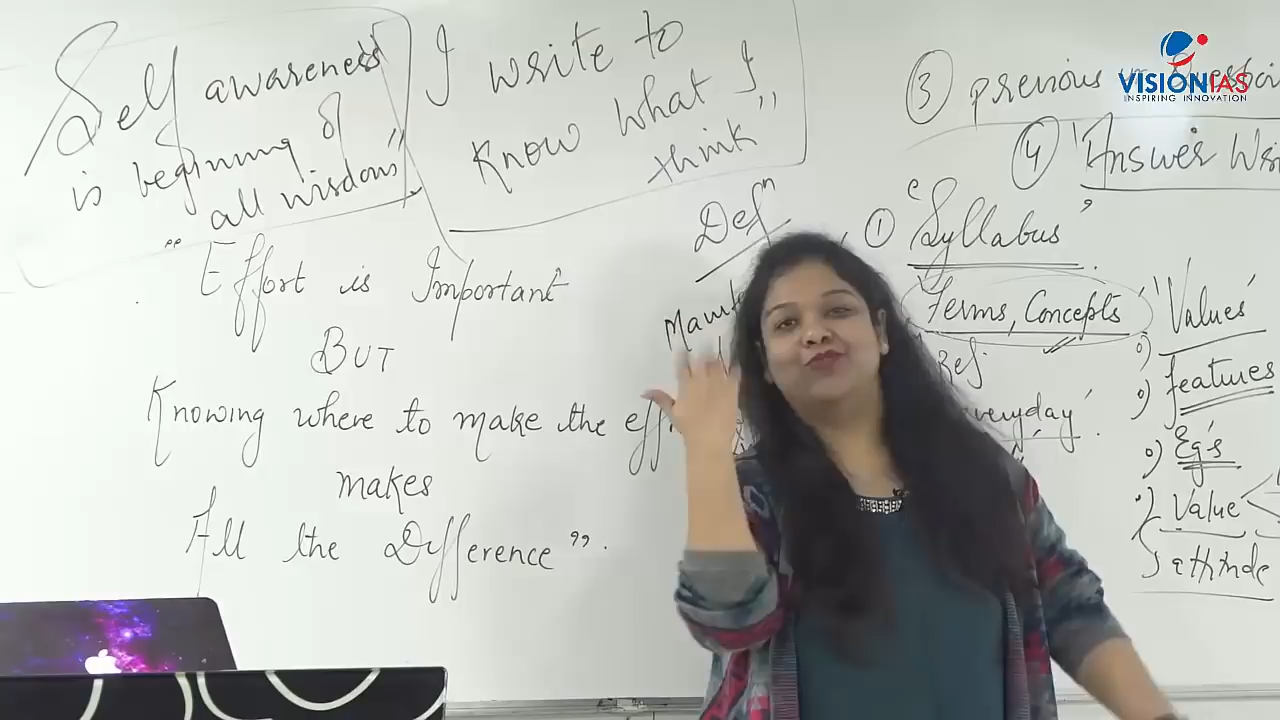 Self awareness
is beginning of
all wisdom"
I write to
know what I
think"
"Effort is Important
BUT
Knowing where to make the
makes
All the Difference".
Defⁿ
③ previous
④ 'Answer
① 'Syllabus'
Terms, Concepts
everyday'.
'Values'
features
Eg's
Value
VISIONIAS
INSPIRING INNOVATION